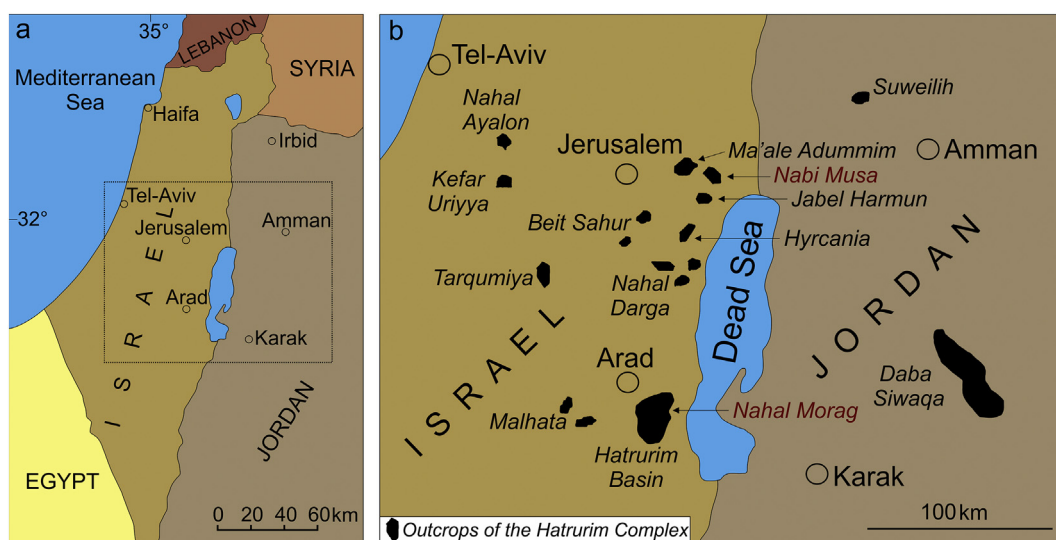 a
35°
LEBANON
SYRIA
Mediterranean
Sea
Haifa
Irbid
Tel-Aviv
32°
Jerusalem
Amman
Arad
Karak
ISRAEL
JORDAN
EGYPT
0 20 40 60km
b
Tel-Aviv
Nahal
Ayalon
Suweilih
Jerusalem
Ma'ale Adummim
Amman
Nabi Musa
Kefar
Uriyya
Jabel Harmun
Beit Sahur
Hyrcania
Tarqumiya
Nahal
Darga
Dead Sea
ISRAEL
JORDAN
Arad
Daba
Siwaqa
Malhata
Nahal Morag
Hatrurim
Basin
Karak
100km
Outcrops of the Hatrurim Complex